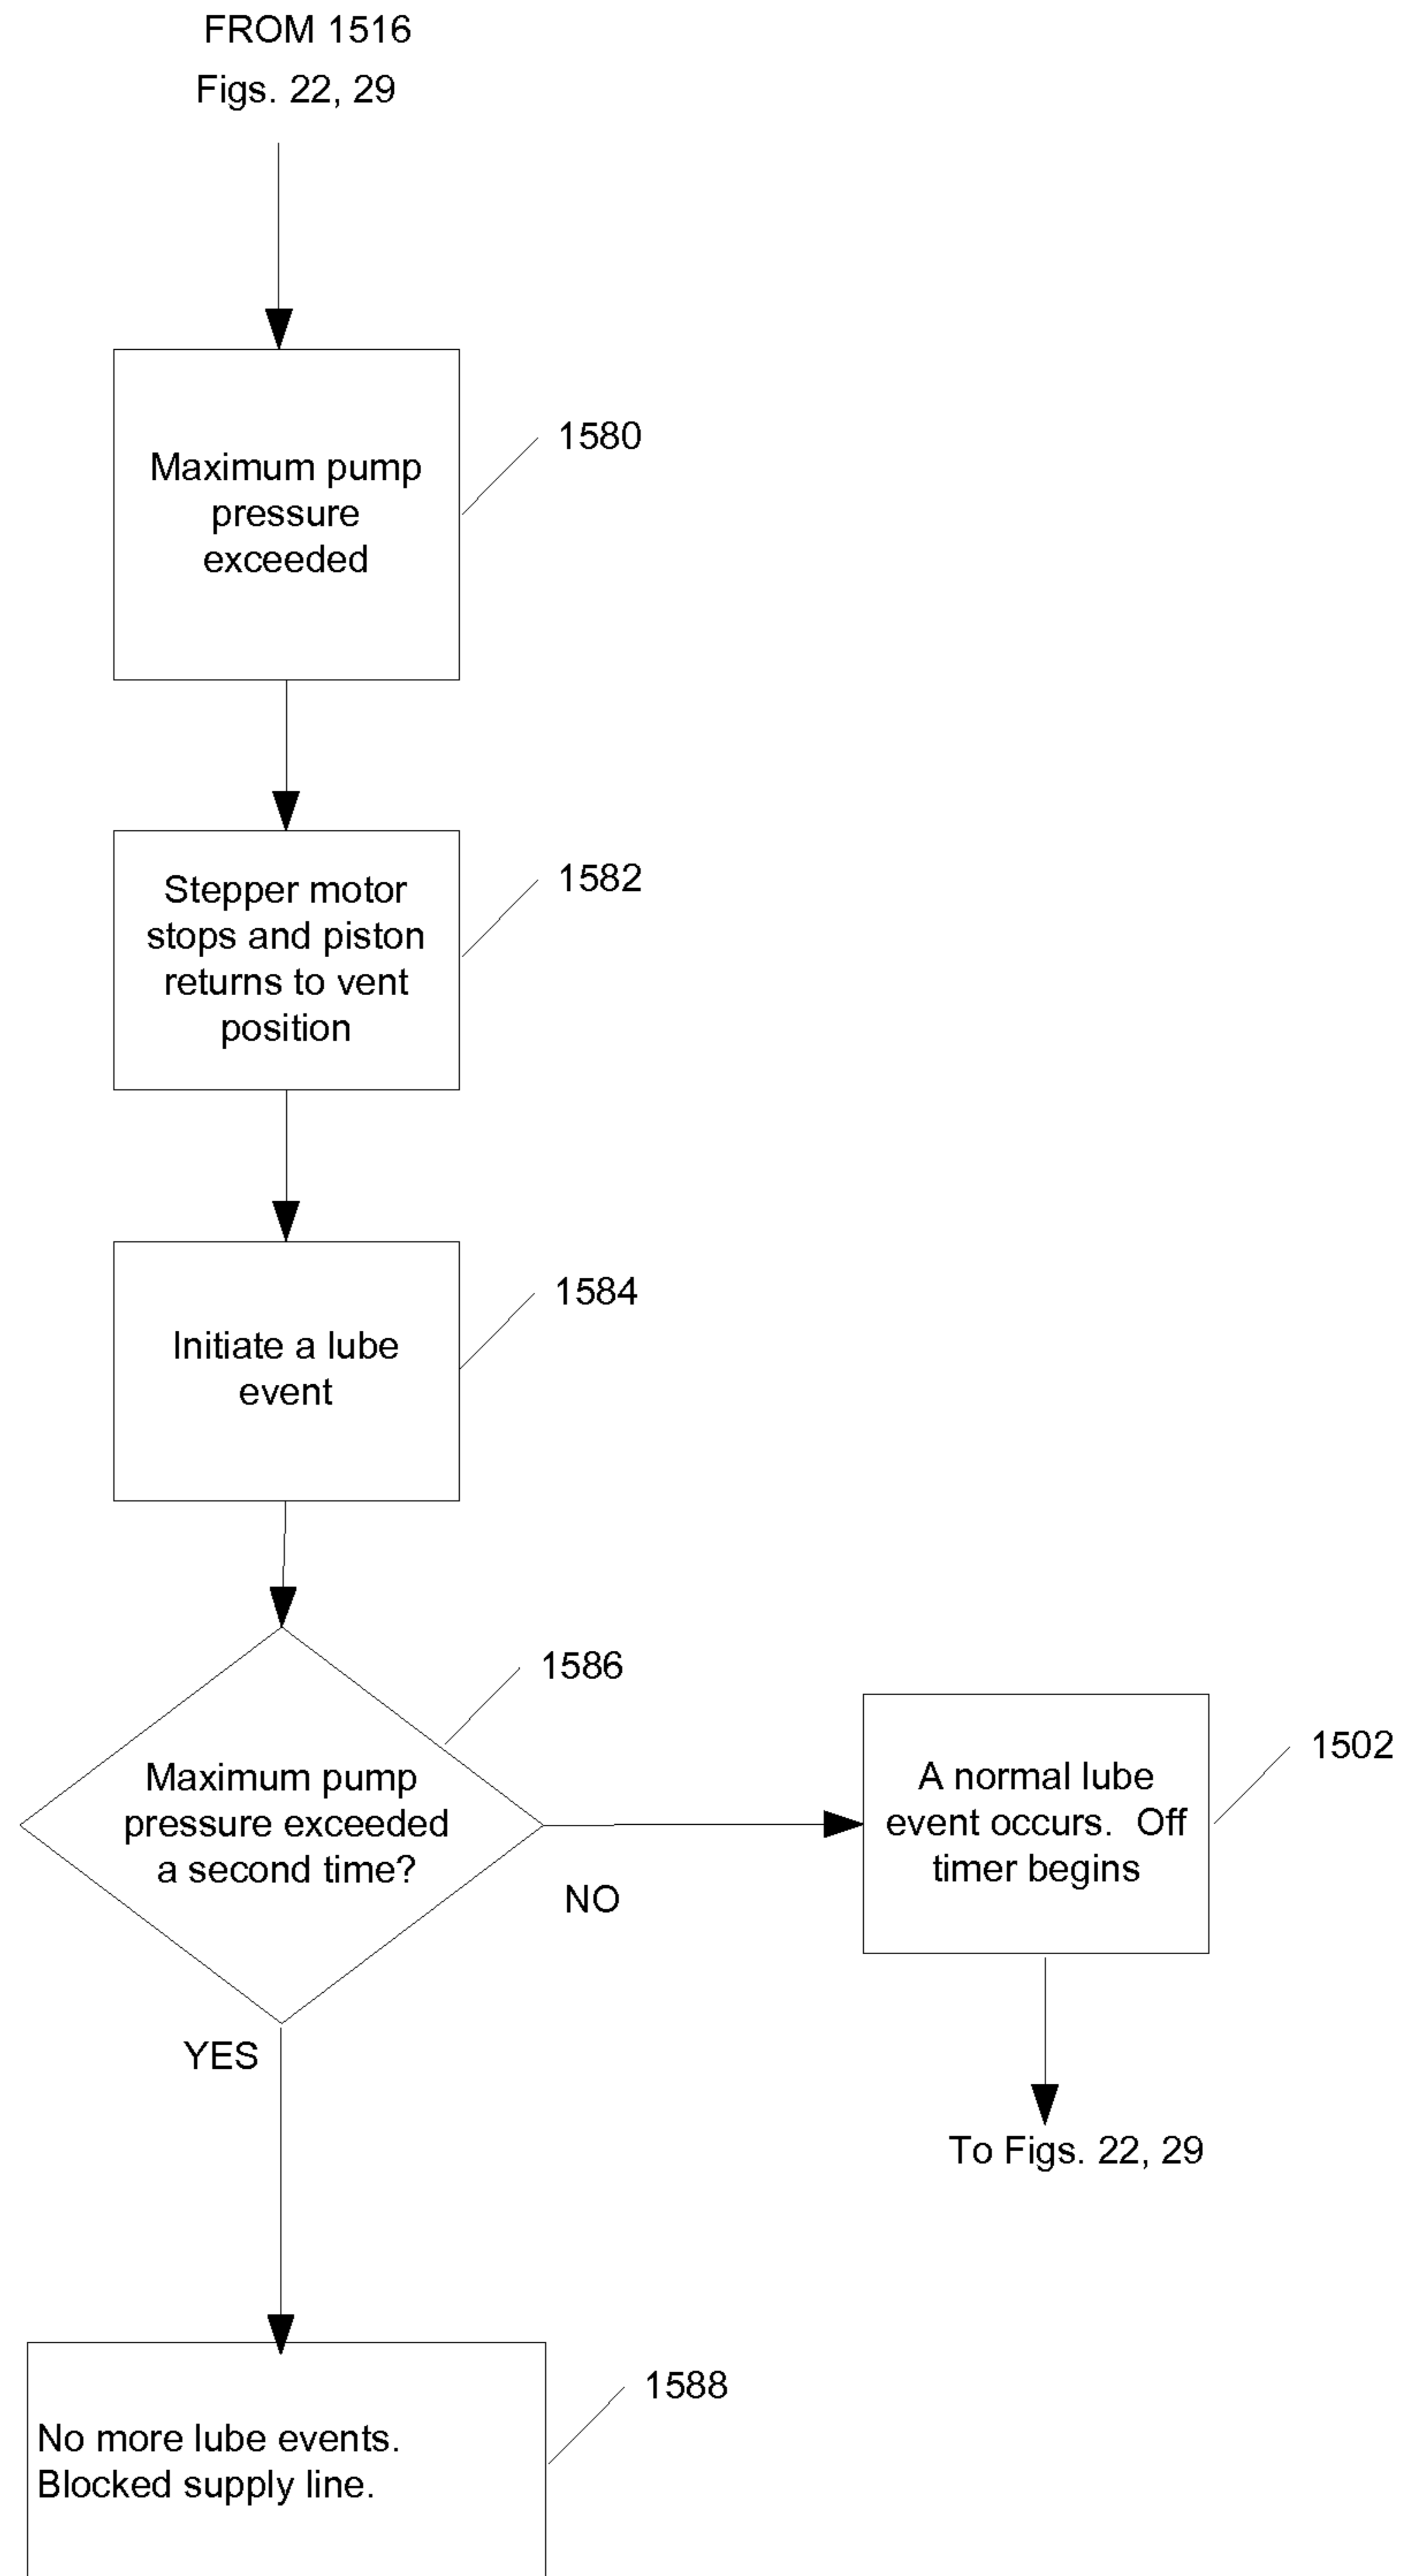 FROM 1516
Figs. 22, 29
1580
Maximum pump
pressure
exceeded
1582
Stepper motor
stops and piston
returns to vent
position
1584
Initiate a lube
event
1586
Maximum pump
pressure exceeded
a second time?
NO
1502
A normal lube
event occurs.  Off
timer begins
YES
To Figs. 22, 29
1588
No more lube events.
Blocked supply line.